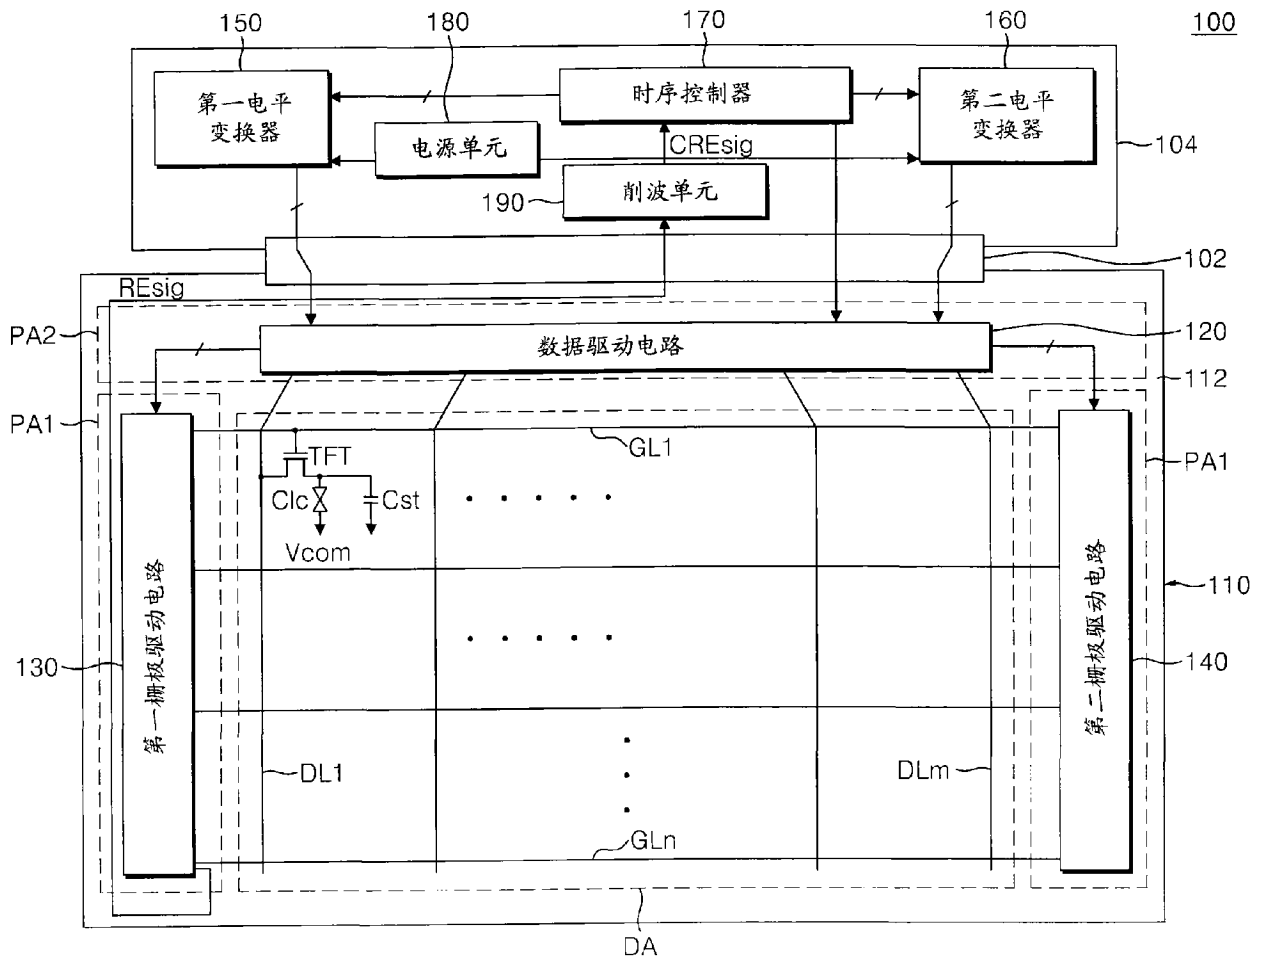 150
180
170
160
100
第一电平
变换器
时序控制器
第二电平
变换器
电源单元
CREsig
104
190
削波单元
102
REsig
PA2
120
数据驱动电路
112
PA1
GL1
PA1
TFT
Clc
Cst
Vcom
第一栅极驱动电路
第二栅极驱动电路
110
130
140
DL1
DLm
GLn
DA